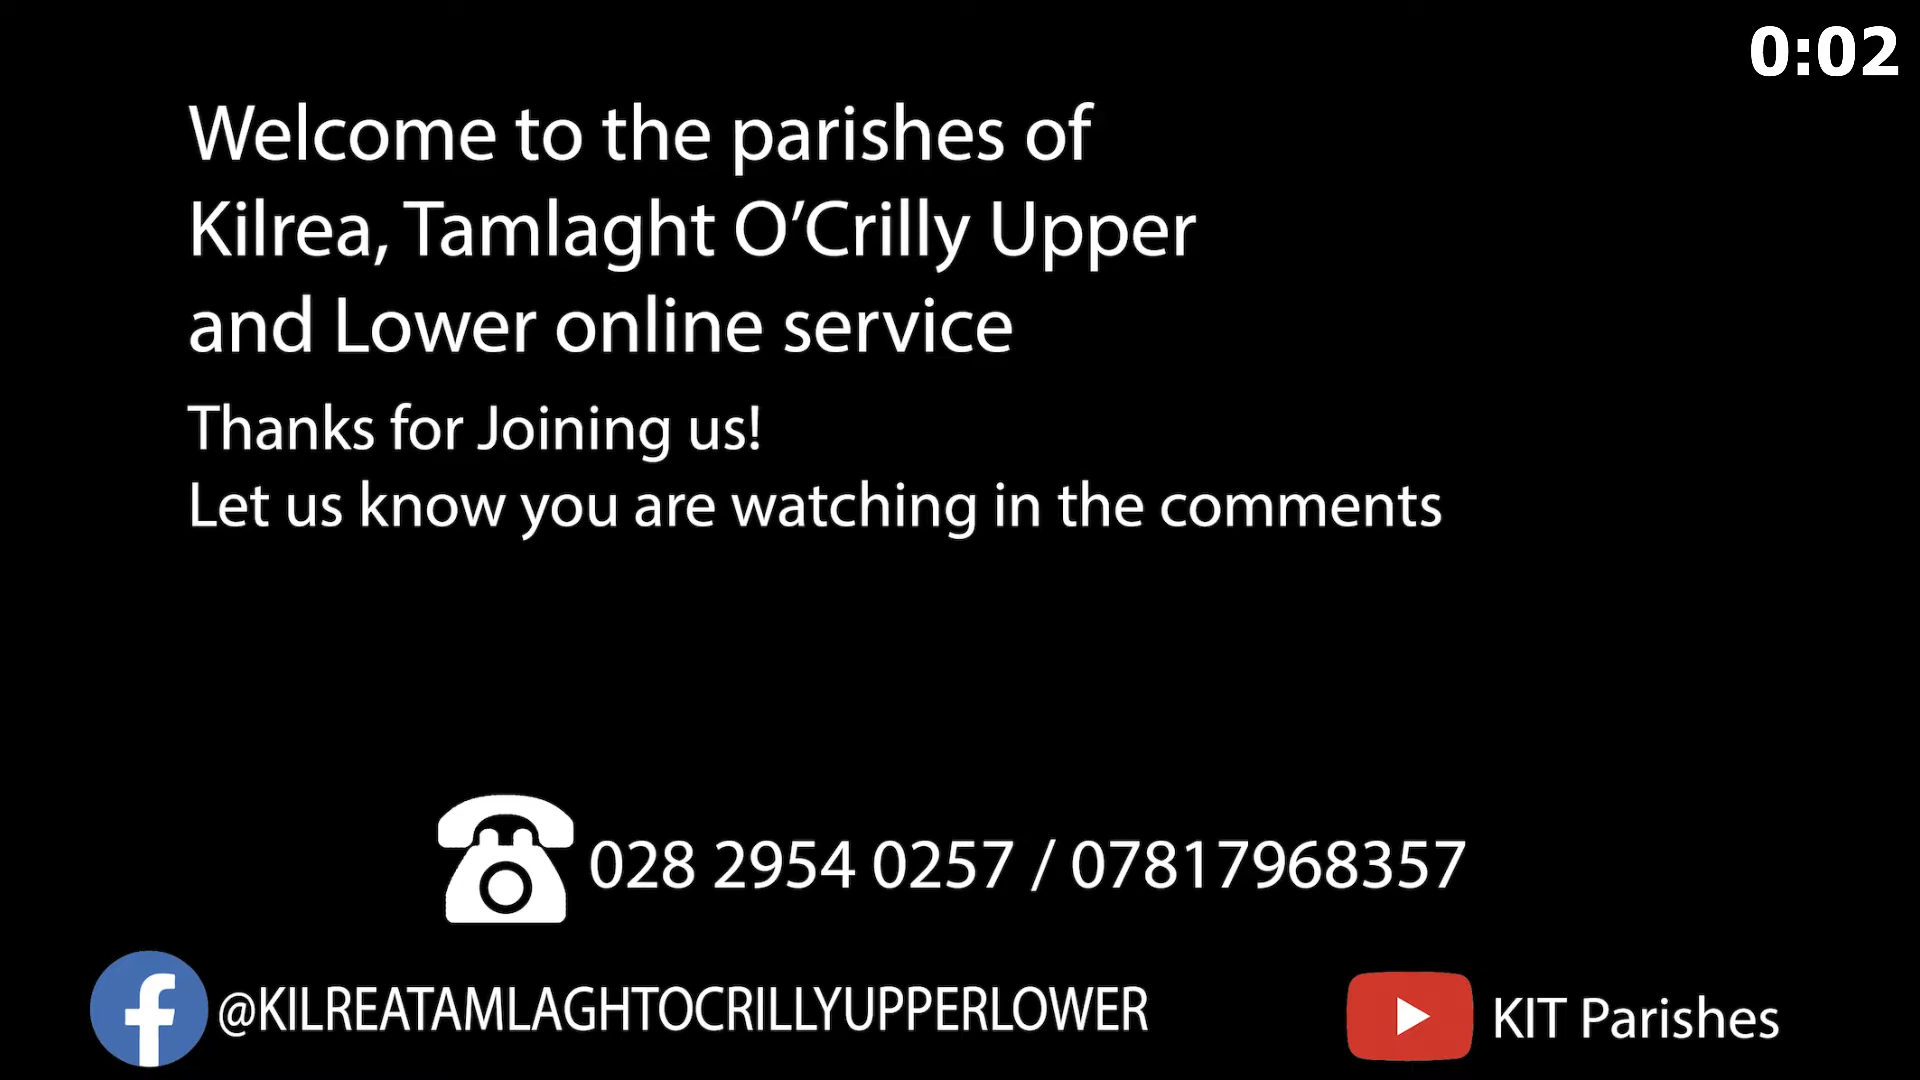 0:02
Welcome to the parishes of
Kilrea, Tamlaght O’Crilly Upper
and Lower online service
Thanks for Joining us!
Let us know you are watching in the comments
028 2954 0257 / 07817968357
@KILREATAMLAGHTOCRILLYUPPERLOWER
KIT Parishes